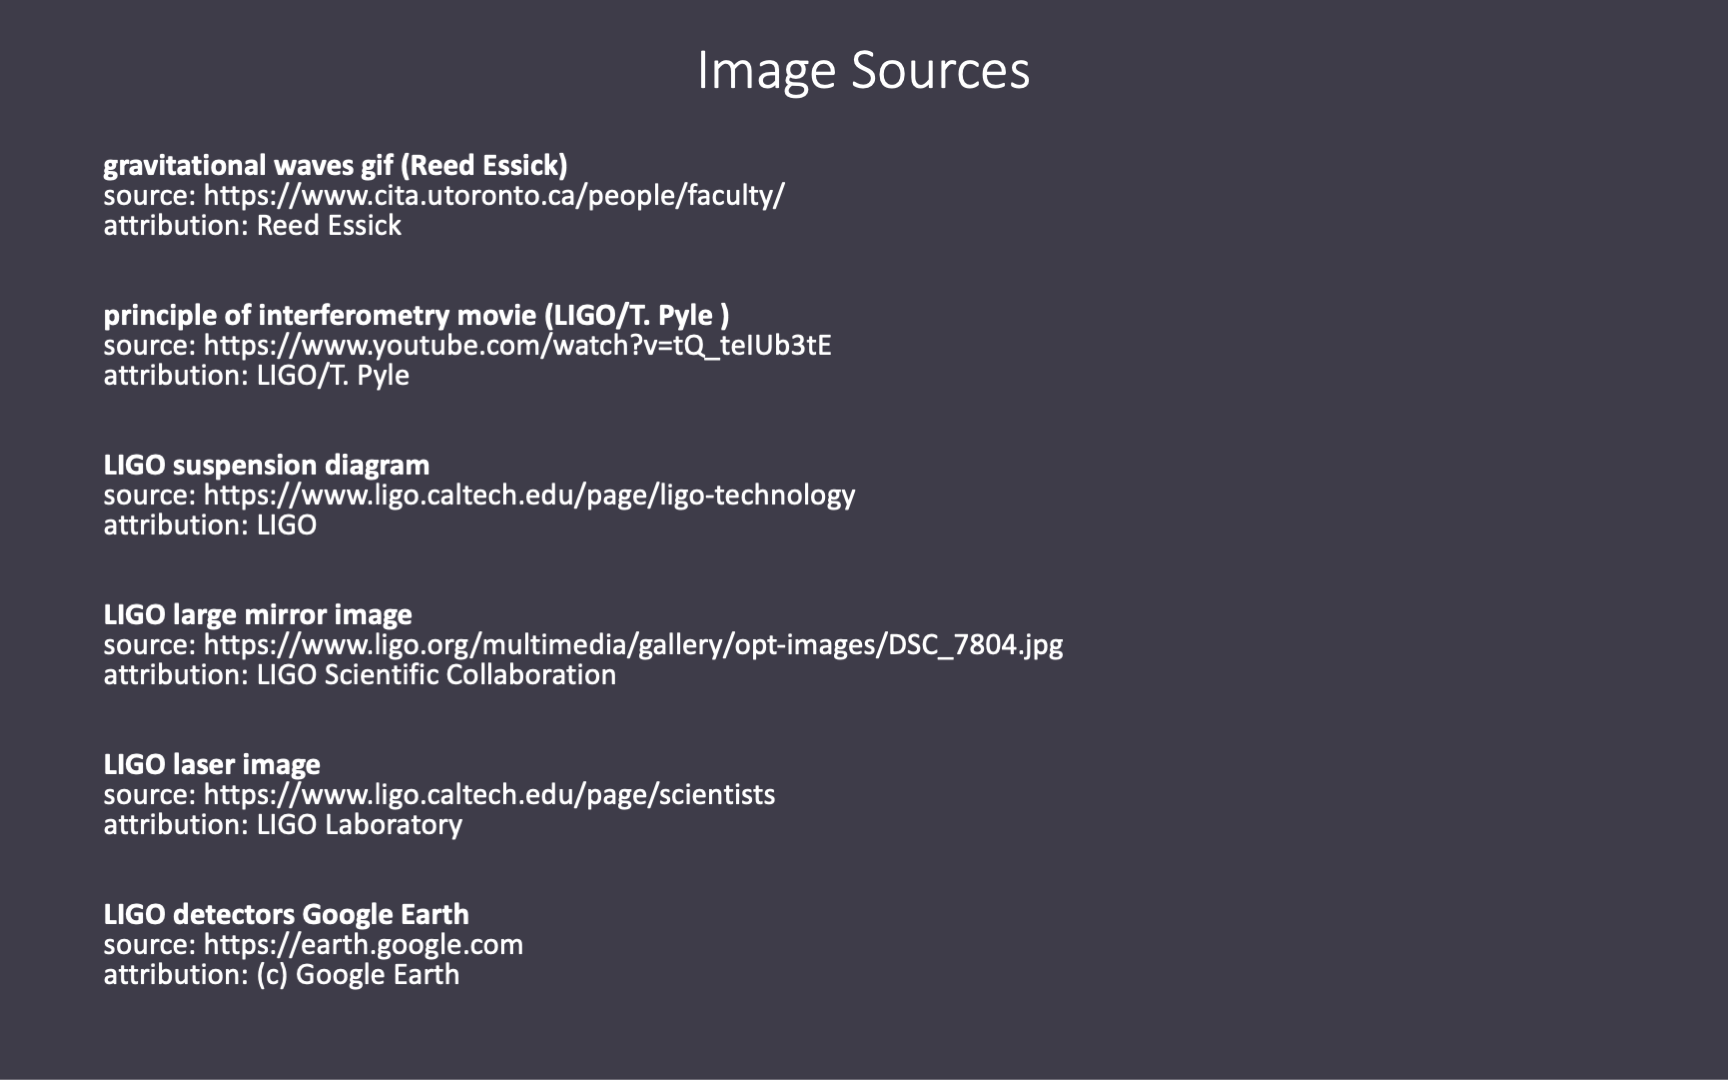 Image Sources
gravitational waves gif (Reed Essick)
source: https://www.cita.utoronto.ca/people/faculty/
attribution: Reed Essick
principle of interferometry movie (LIGO/T. Pyle )
source: https://www.youtube.com/watch?v=tQ_teIUb3tE
attribution: LIGO/T. Pyle
LIGO suspension diagram
source: https://www.ligo.caltech.edu/page/ligo-technology
attribution: LIGO
LIGO large mirror image
source: https://www.ligo.org/multimedia/gallery/opt-images/DSC_7804.jpg
attribution: LIGO Scientific Collaboration
LIGO laser image
source: https://www.ligo.caltech.edu/page/scientists
attribution: LIGO Laboratory
LIGO detectors Google Earth
source: https://earth.google.com
attribution: (c) Google Earth